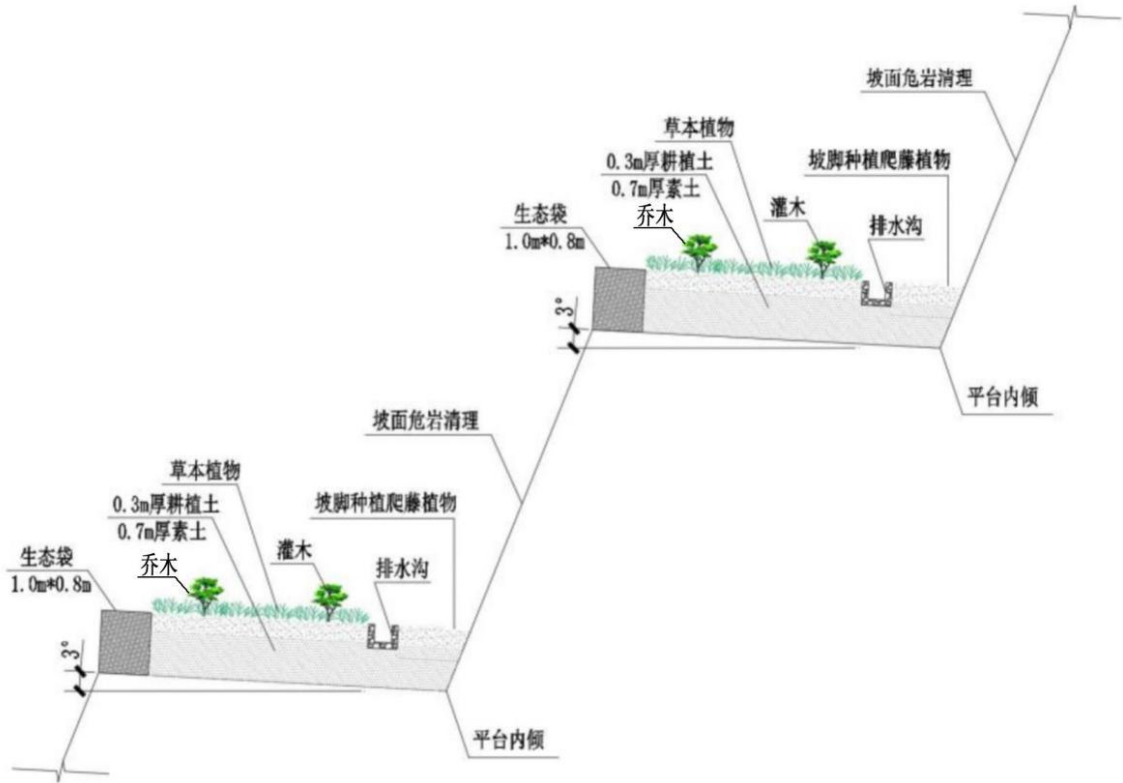 坡面危岩清理
草本植物
0.3m厚耕植土
0.7m厚素土
坡脚种植爬藤植物
生态袋
1.0m*0.8m
乔木
灌木
排水沟
3°
平台内倾
坡面危岩清理
草本植物
0.3m厚耕植土
0.7m厚素土
坡脚种植爬藤植物
生态袋
1.0m*0.8m
乔木
灌木
排水沟
3°
平台内倾